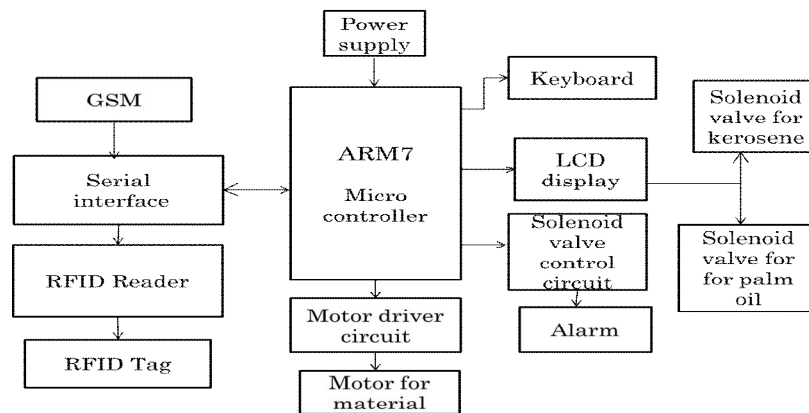 Power
supply
GSM
Serial
interface
RFID Reader
RFID Tag
ARM7
Micro
controller
Motor driver
circuit
Motor for
material
Keyboard
LCD
display
Solenoid
valve
control
circuit
Alarm
Solenoid
valve for
kerosene
Solenoid
valve for
for palm
oil